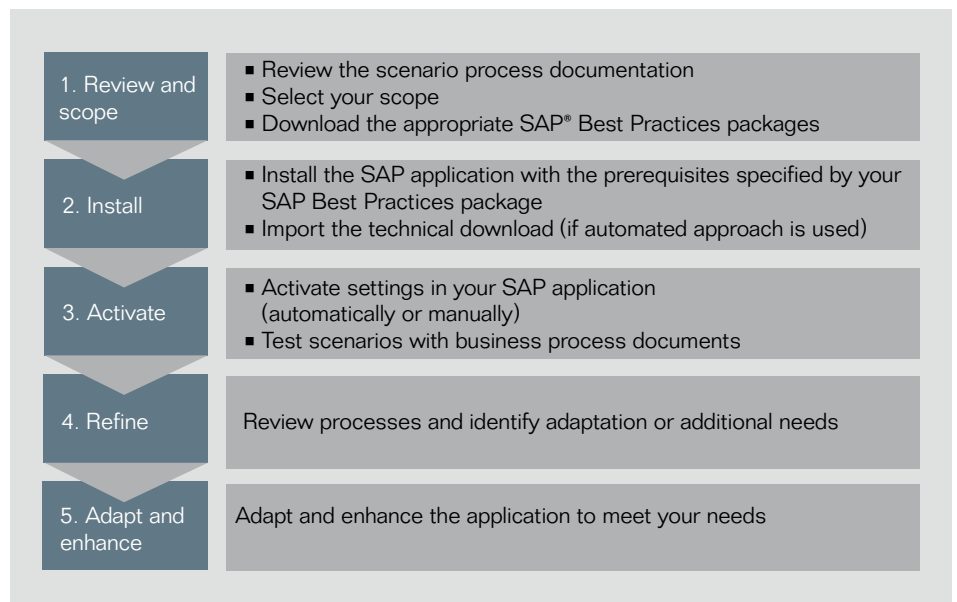 1. Review and
scope
■ Review the scenario process documentation
■ Select your scope
■ Download the appropriate SAP® Best Practices packages
2. Install
■ Install the SAP application with the prerequisites specified by your
SAP Best Practices package
■ Import the technical download (if automated approach is used)
3. Activate
■ Activate settings in your SAP application
(automatically or manually)
■ Test scenarios with business process documents
4. Refine
Review processes and identify adaptation or additional needs
5. Adapt and
enhance
Adapt and enhance the application to meet your needs